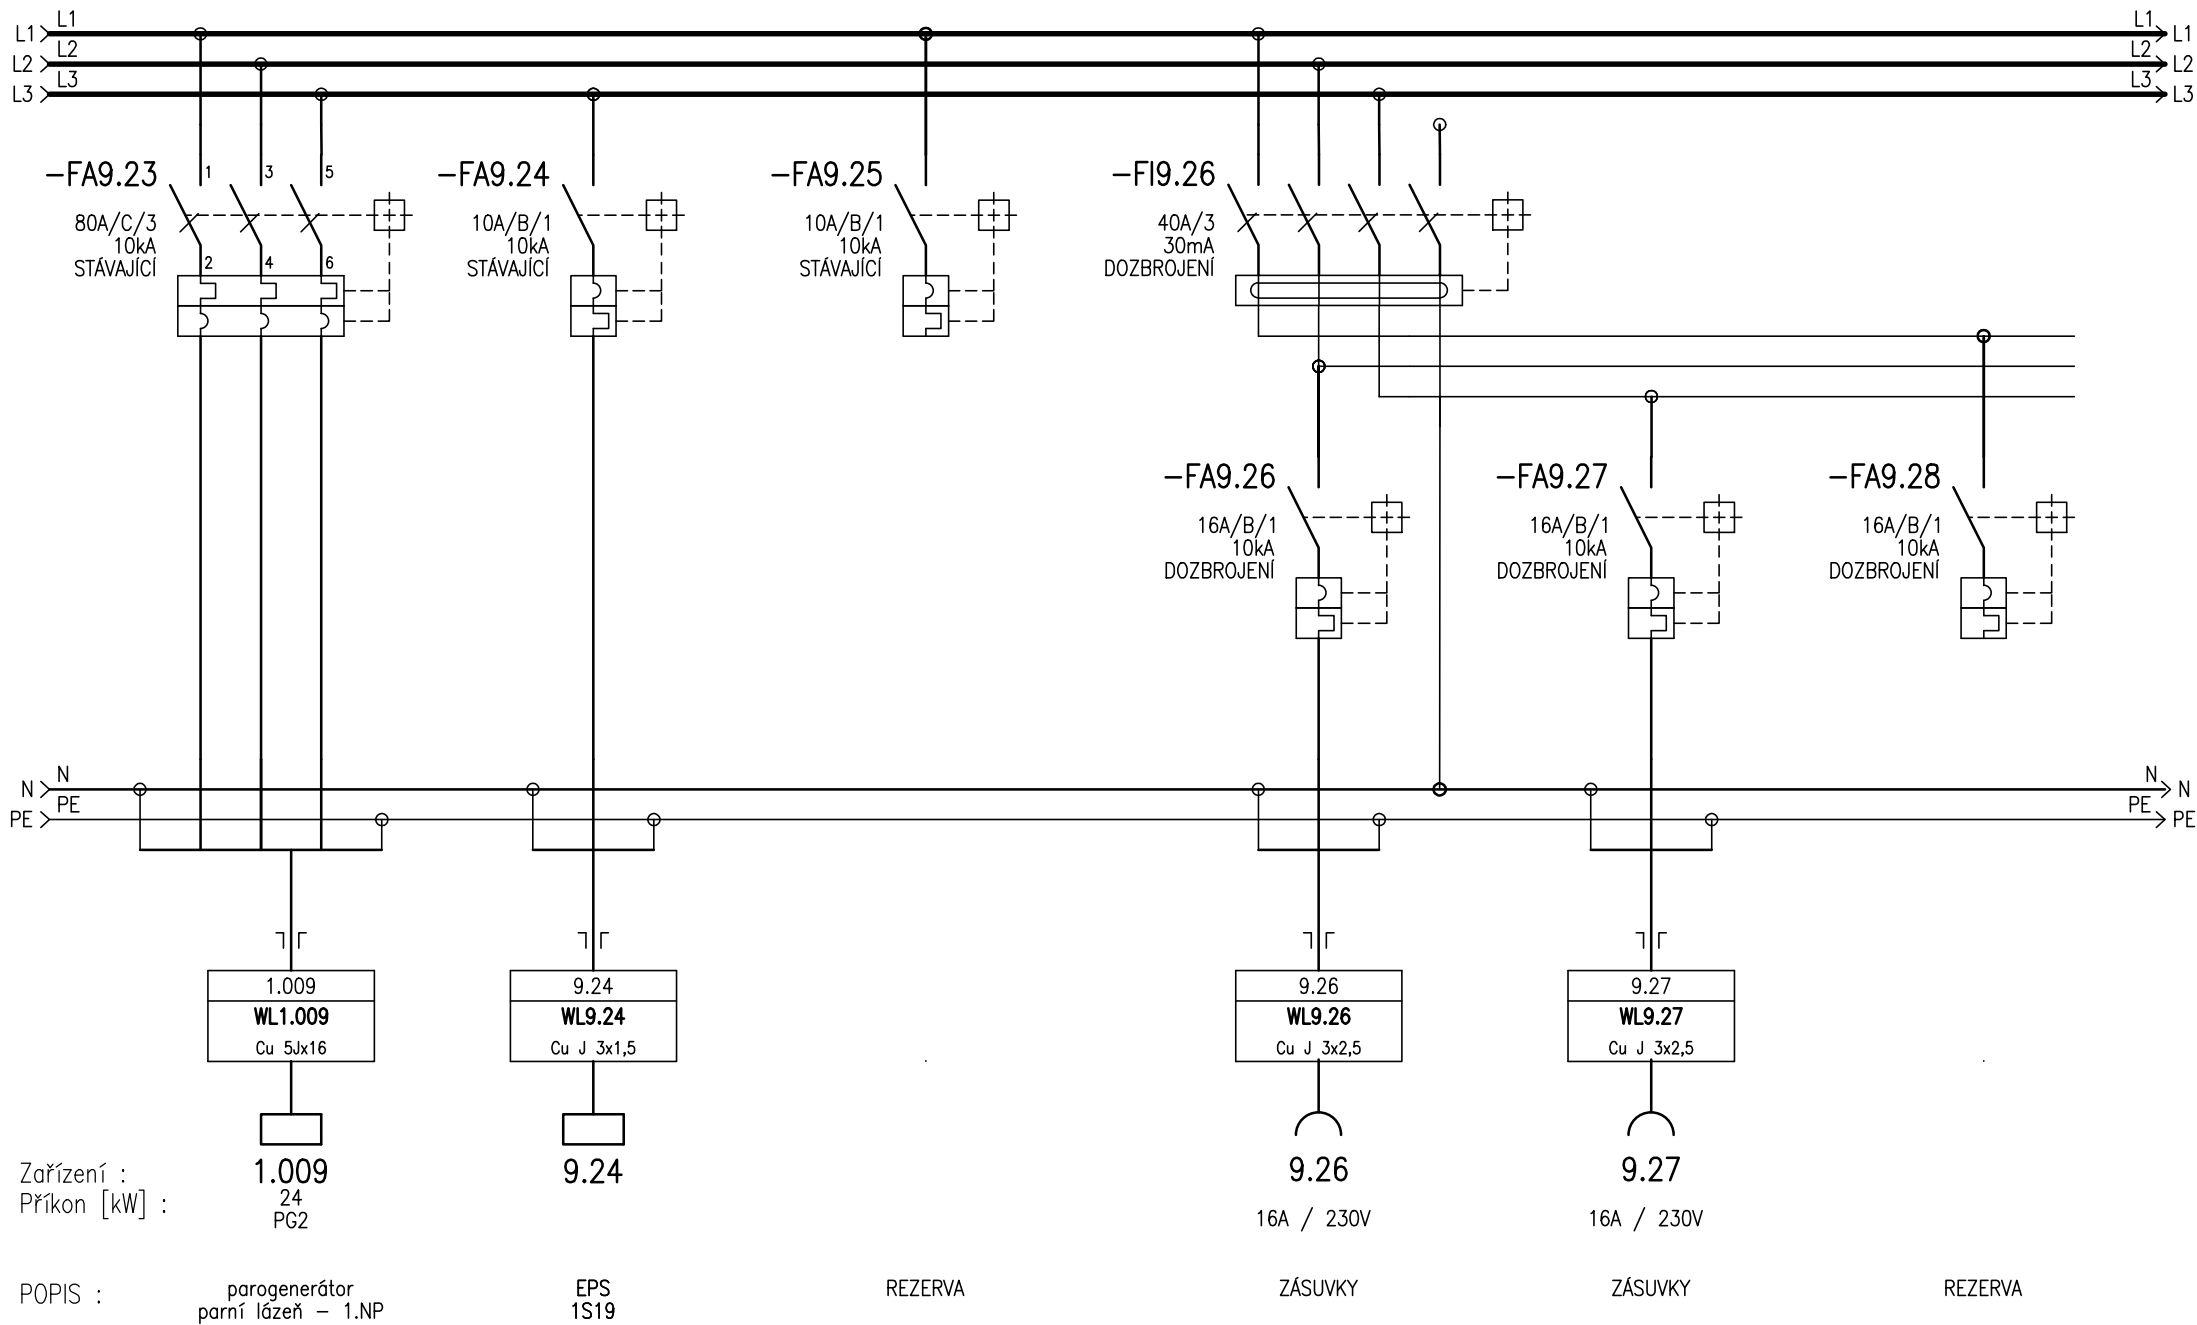 L1 L1 L1 L1
L2 L2 L2 L2
L3 L3 L3 L3
-FA9.23 1 3 5
80A/C/3
10kA
STÁVAJÍCÍ 2 4 6
-FA9.24
10A/B/1
10kA
STÁVAJÍCÍ
-FA9.25
10A/B/1
10kA
STÁVAJÍCÍ
-FI9.26
40A/3
30mA
DOZBROJENÍ
-FA9.26
16A/B/1
10kA
DOZBROJENÍ
-FA9.27
16A/B/1
10kA
DOZBROJENÍ
-FA9.28
16A/B/1
10kA
DOZBROJENÍ
N N N N
PE PE PE PE
1.009
WL1.009
Cu 5Jx16
9.24
WL9.24
Cu J 3x1,5
9.26
WL9.26
Cu J 3x2,5
9.27
WL9.27
Cu J 3x2,5
Zařízení : 1.009 9.24 9.26 9.27
Příkon [kW] : 24
PG2 16A / 230V 16A / 230V
POPIS : parogenerátor
parní lázeň - 1.NP
EPS
1S19
REZERVA
ZÁSUVKY
ZÁSUVKY
REZERVA